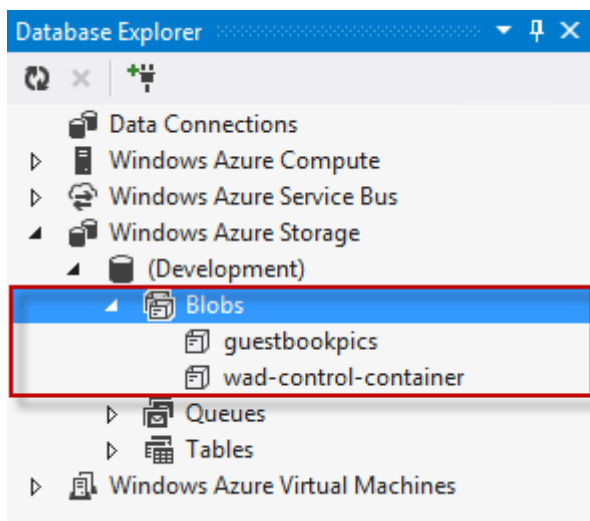 Database Explorer
Data Connections
Windows Azure Compute
Windows Azure Service Bus
Windows Azure Storage
(Development)
Blobs
guestbookpics
wad-control-container
Queues
Tables
Windows Azure Virtual Machines